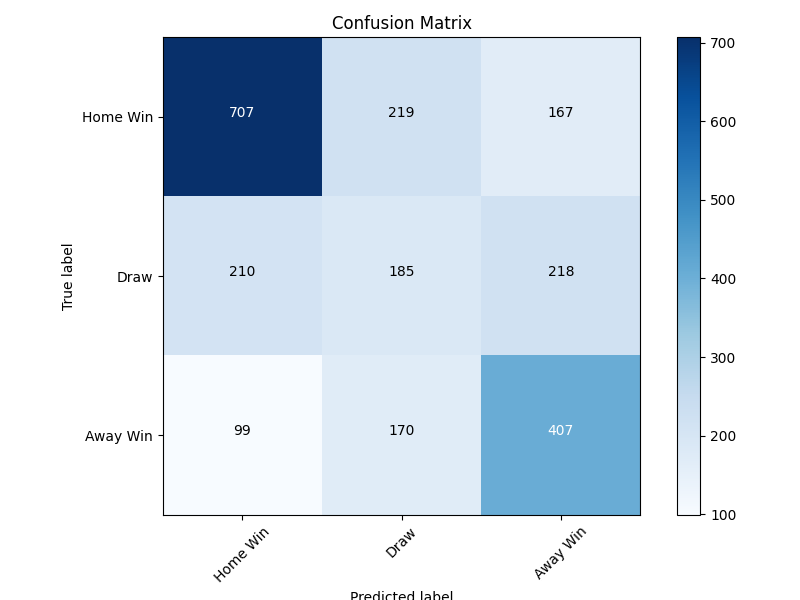 Confusion Matrix
Home Win
707
219
167
Draw
210
185
218
Away Win
99
170
407
True label
Home Win
Draw
Away Win
Predicted label
700
600
500
400
300
200
100